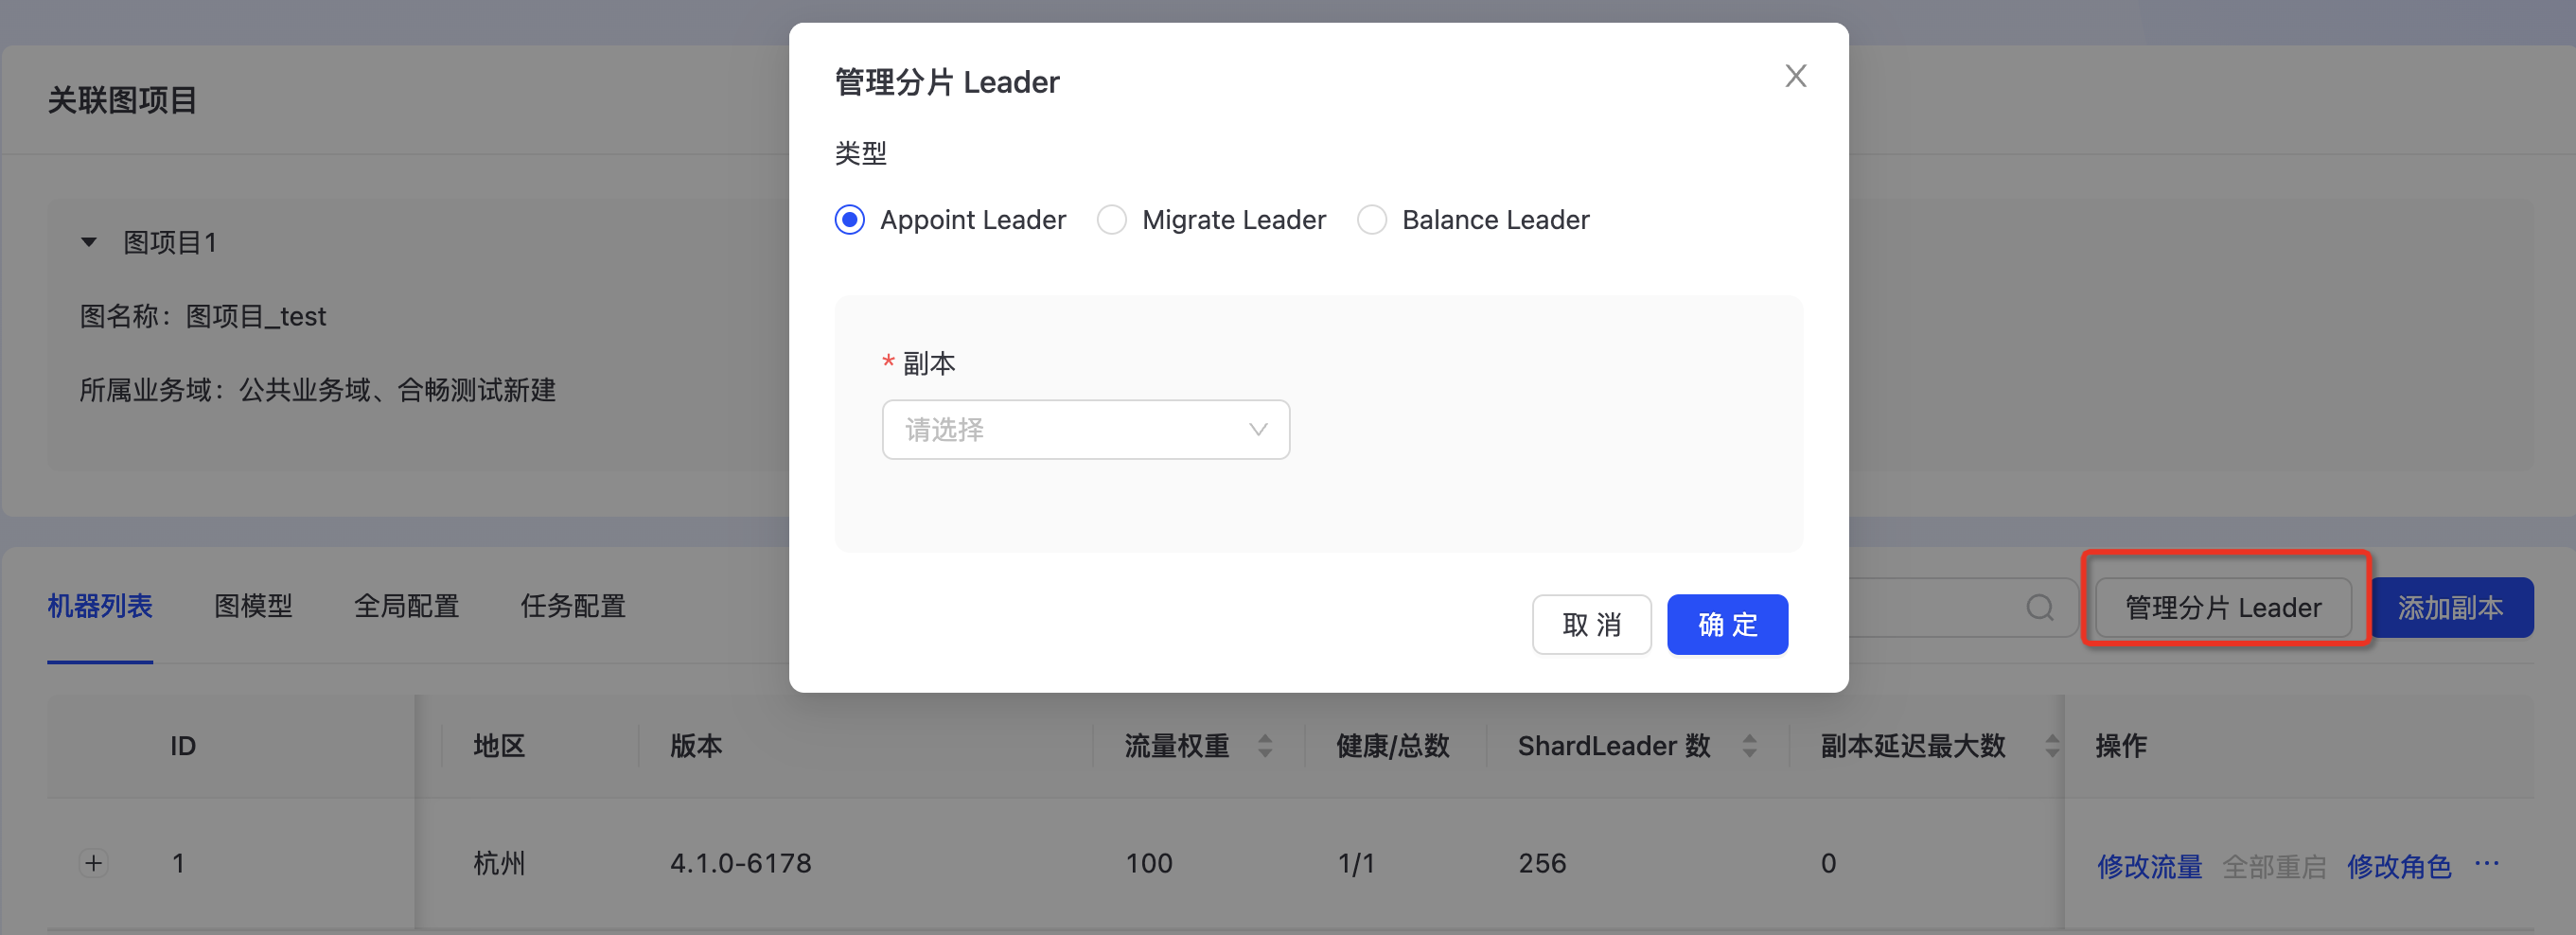 关联图项目
图项目1
图名称：图项目_test
所属业务域：公共业务域、合畅测试新建
管理分片 Leader
类型
Appoint Leader Migrate Leader Balance Leader
* 副本
请选择
取 消 确 定
机器列表 图模型 全局配置 任务配置 管理分片 Leader 添加副本
ID 地区 版本 流量权重 健康/总数 ShardLeader 数 副本延迟最大数 操作
1 杭州 4.1.0-6178 100 1/1 256 0 修改流量 全部重启 修改角色 ···